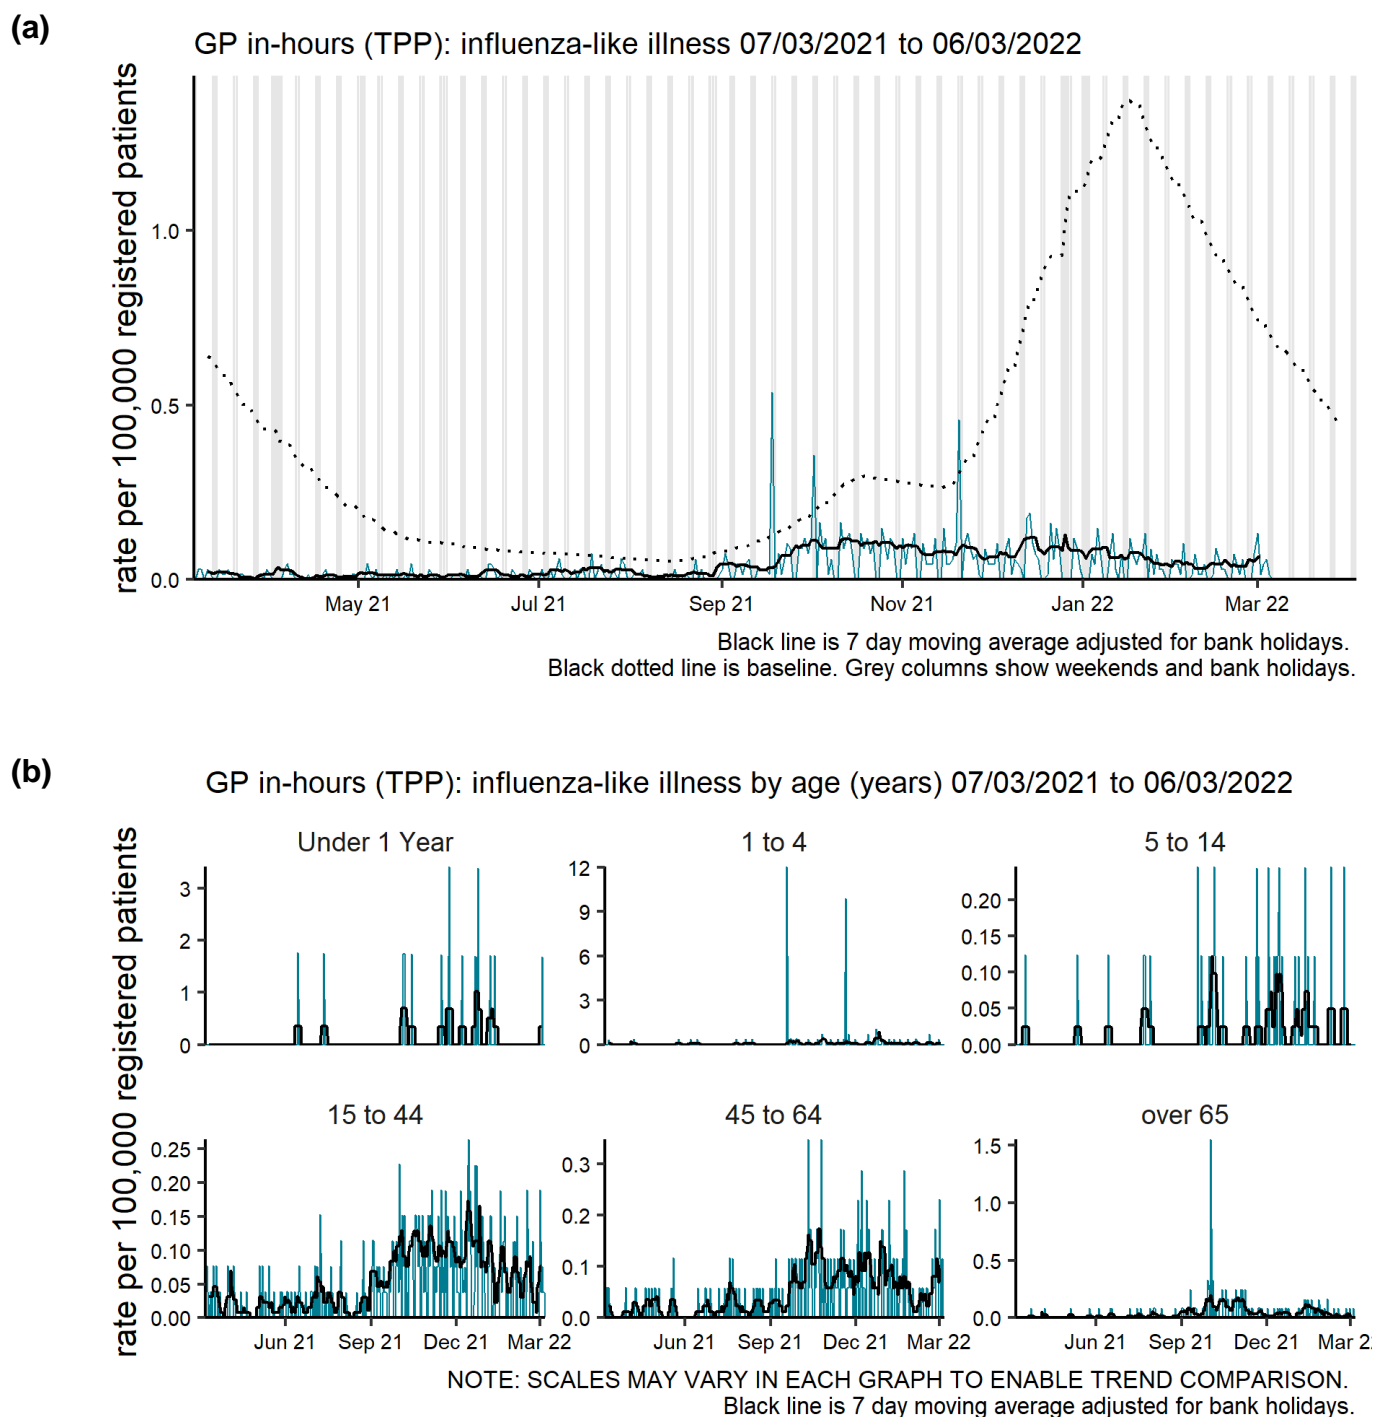 (a)
GP in-hours (TPP): influenza-like illness 07/03/2021 to 06/03/2022
rate per 100,000 registered patients
1.0
0.5
0.0
May 21 Jul 21 Sep 21 Nov 21 Jan 22 Mar 22
Black line is 7 day moving average adjusted for bank holidays.
Black dotted line is baseline. Grey columns show weekends and bank holidays.
(b)
GP in-hours (TPP): influenza-like illness by age (years) 07/03/2021 to 06/03/2022
rate per 100,000 registered patients
Under 1 Year
3
2
1
0
1 to 4
12
9
6
3
0
5 to 14
0.20
0.15
0.10
0.05
0.00
15 to 44
0.25
0.20
0.15
0.10
0.05
0.00
Jun 21 Sep 21 Dec 21 Mar 22
45 to 64
0.3
0.2
0.1
0.0
Jun 21 Sep 21 Dec 21 Mar 22
over 65
1.5
1.0
0.5
0.0
Jun 21 Sep 21 Dec 21 Mar 2
NOTE: SCALES MAY VARY IN EACH GRAPH TO ENABLE TREND COMPARISON.
Black line is 7 day moving average adjusted for bank holidays.